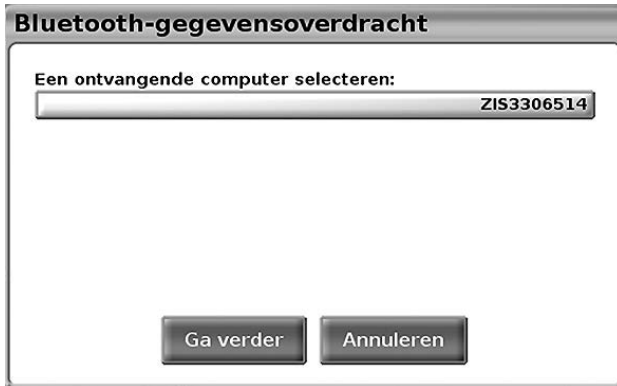 Bluetooth-gegevensoverdracht
Een ontvangende computer selecteren:
ZIS3306514
Ga verder
Annuleren